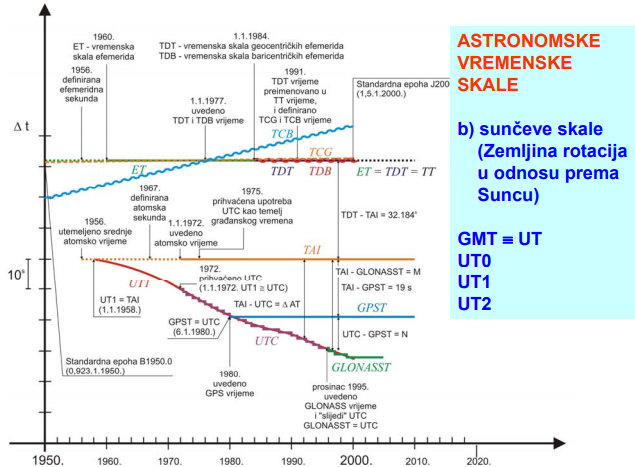 1960.
ET - vremenska
skala efemerida
1956.
definirana
efemeridna
sekunda
1.1.1984.
TDT - vremenska skala geocentričkih efemerida
TDB - vremenska skala baricentričkih efemerida
1991.
TDT vrijeme
preimenovano u
TT vrijeme,
i definirano
TCG i TCB vrijeme
Standardna epoha J200
(1,5.1.2000.)
1.1.1977.
uvedeno
TDT i TDB vrijeme
Δ t
TCB
TCG
ET
TDT
TDB
ET = TDT = TT
1967.
definirana
atomska
sekunda
1975.
prihvaćena upotreba
UTC kao temelj
građanskog vremena
TDT - TAI = 32.184'
1956.
utemeljeno srednje
atomsko vrijeme
1.1.1972.
uvedeno
atomsko vrijeme
TAI
10s
1972.
prihvaćeno UTC
(1.1.1972. UT1 ≅ UTC)
UT1
TAI - GLONASST = M
TAI - GPST = 19 s
UT1 = TAI
(1.1.1958.)
TAI - UTC = Δ AT
GPST
GPST = UTC
(6.1.1980.)
UTC
UTC - GPST = N
Standardna epoha B1950.0
(0,923.1.1950.)
GLONASST
1980.
uvedeno
GPS vrijeme
prosinac 1995.
uvedeno
GLONASS vrijeme
i "slijedi" UTC
GLONASST = UTC
1950. 1960. 1970. 1980. 1990. 2000. 2010. 2020.
ASTRONOMSKE
VREMENSKE
SKALE
b) sunčeve skale
(Zemljina rotacija
u odnosu prema
Suncu)
GMT ≡ UT
UT0
UT1
UT2